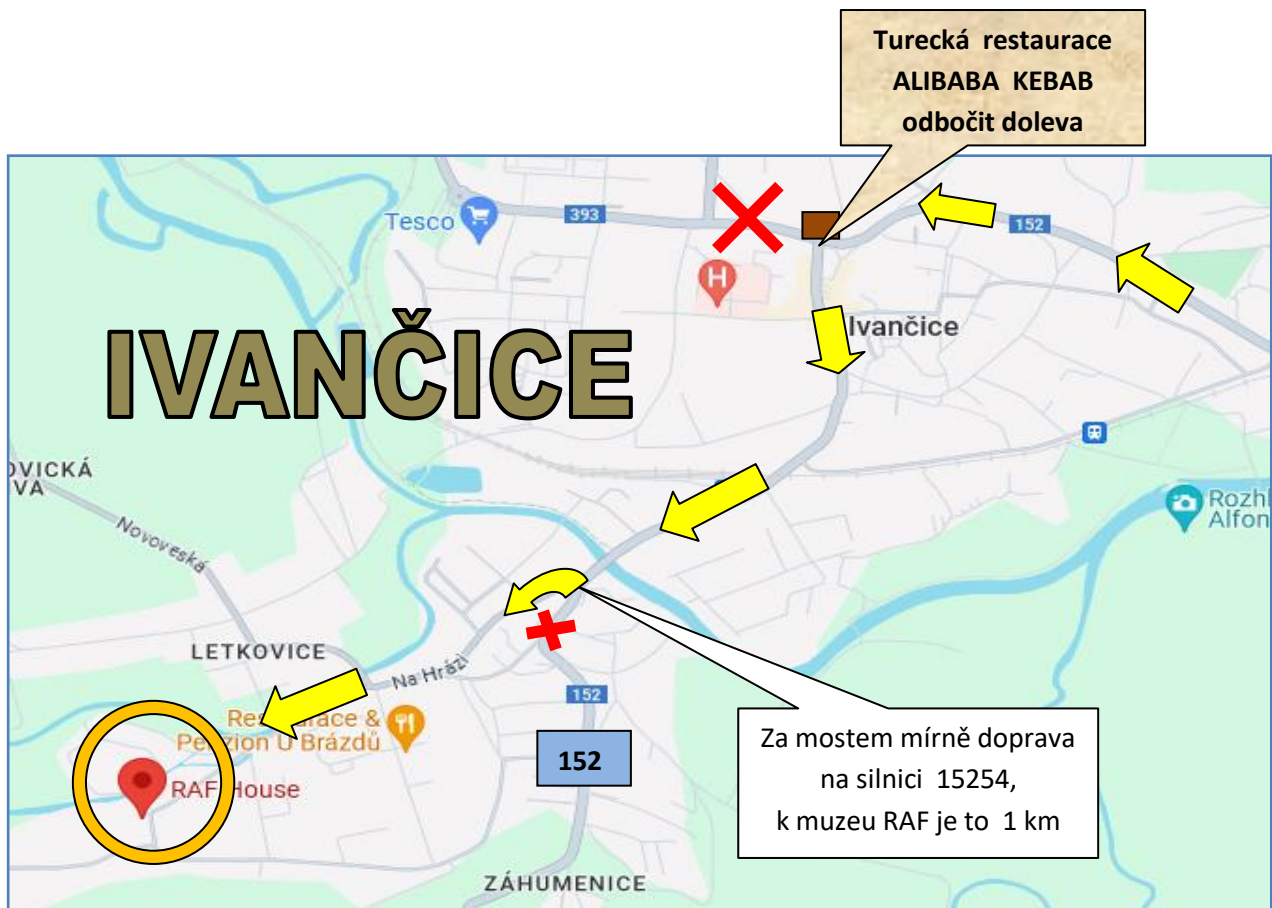 Turecká restaurace
ALIBABA KEBAB
odbočit doleva
393
152
Tesco
H
Ivančice
IVANČICE
OVICKÁ
VA
Rozhl
Alfon
Novoveská
LETKOVICE
Na Hrázi
152
Restaurace &
Penzion U Brázdů
152
Za mostem mírně doprava
na silnici 15254,
k muzeu RAF je to 1 km
RAF House
ZÁHUMENICE